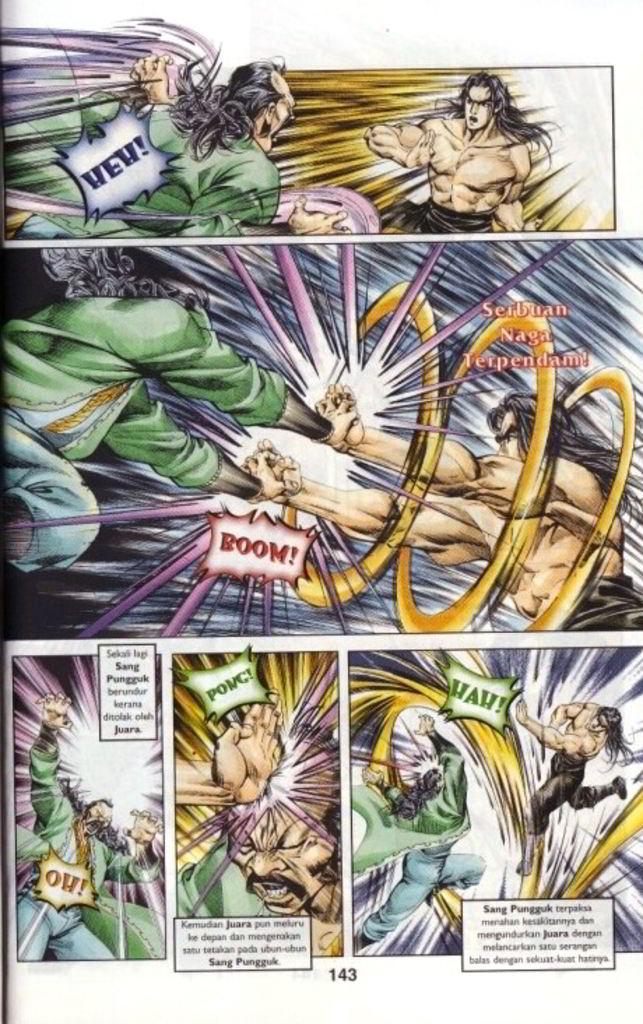 HEH!
Serbuan
Naga
Terpendam!
BOOM!
Sekali lagi
Sang
Pungguk
berundur
kerana
ditolak oleh
Juara.
OH!
PONG!
Kemudian Juara pun meluru
ke depan dan mengenakan
satu tetakan pada ubun-ubun
Sang Pungguk.
HAH!
Sang Pungguk terpaksa
menahan kesakitannya dan
mengundurkan Juara dengan
melancarkan satu serangan
balas dengan sekuat-kuat hatinya.
143